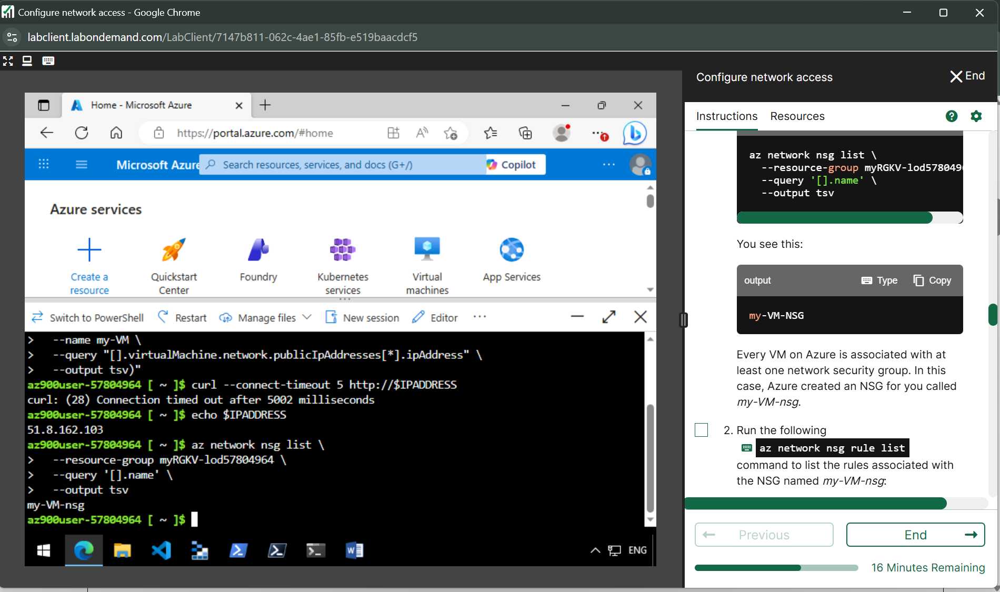 Configure network access - Google Chrome
labclient.labondemand.com/LabClient/7147b811-062c-4ae1-85fb-e519baacdcf5
Home - Microsoft Azure
https://portal.azure.com/#home
Microsoft Azure
Search resources, services, and docs (G+/)
Copilot
Azure services
Create a
resource
Quickstart
Center
Foundry
Kubernetes
services
Virtual
machines
App Services
Switch to PowerShell
Restart
Manage files
New session
Editor
>   --name my-VM \
>   --query "[].virtualMachine.network.publicIpAddresses[*].ipAddress" \
>   --output tsv)"
az900user-57804964 [ ~ ]$ curl --connect-timeout 5 http://$IPADDRESS
curl: (28) Connection timed out after 5002 milliseconds
az900user-57804964 [ ~ ]$ echo $IPADDRESS
51.8.162.103
az900user-57804964 [ ~ ]$ az network nsg list \
>   --resource-group myRGKV-lod57804964 \
>   --query '[].name' \
>   --output tsv
my-VM-nsg
az900user-57804964 [ ~ ]$
ENG
Configure network access
End
Instructions
Resources
az network nsg list \
--resource-group myRGKV-lod5780496
--query '[].name' \
--output tsv
You see this:
output
Type
Copy
my-VM-NSG
Every VM on Azure is associated with at
least one network security group. In this
case, Azure created an NSG for you called
my-VM-nsg.
2. Run the following
az network nsg rule list
command to list the rules associated with
the NSG named my-VM-nsg:
Previous
End
16 Minutes Remaining